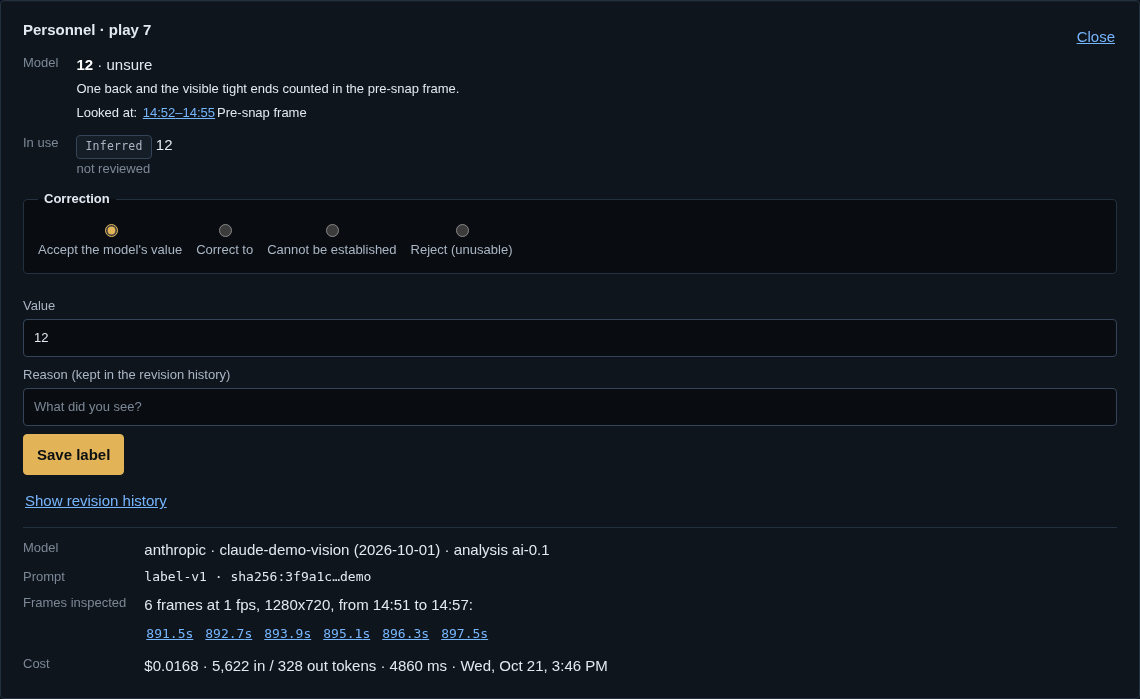 Personnel · play 7
Close
Model 12 · unsure
One back and the visible tight ends counted in the pre-snap frame.
Looked at: 14:52–14:55 Pre-snap frame
In use Inferred 12
not reviewed
Correction
Accept the model's value Correct to Cannot be established Reject (unusable)
Value
12
Reason (kept in the revision history)
What did you see?
Save label
Show revision history
Model anthropic · claude-demo-vision (2026-10-01) · analysis ai-0.1
Prompt label-v1 · sha256:3f9a1c…demo
Frames inspected 6 frames at 1 fps, 1280x720, from 14:51 to 14:57:
891.5s 892.7s 893.9s 895.1s 896.3s 897.5s
Cost $0.0168 · 5,622 in / 328 out tokens · 4860 ms · Wed, Oct 21, 3:46 PM